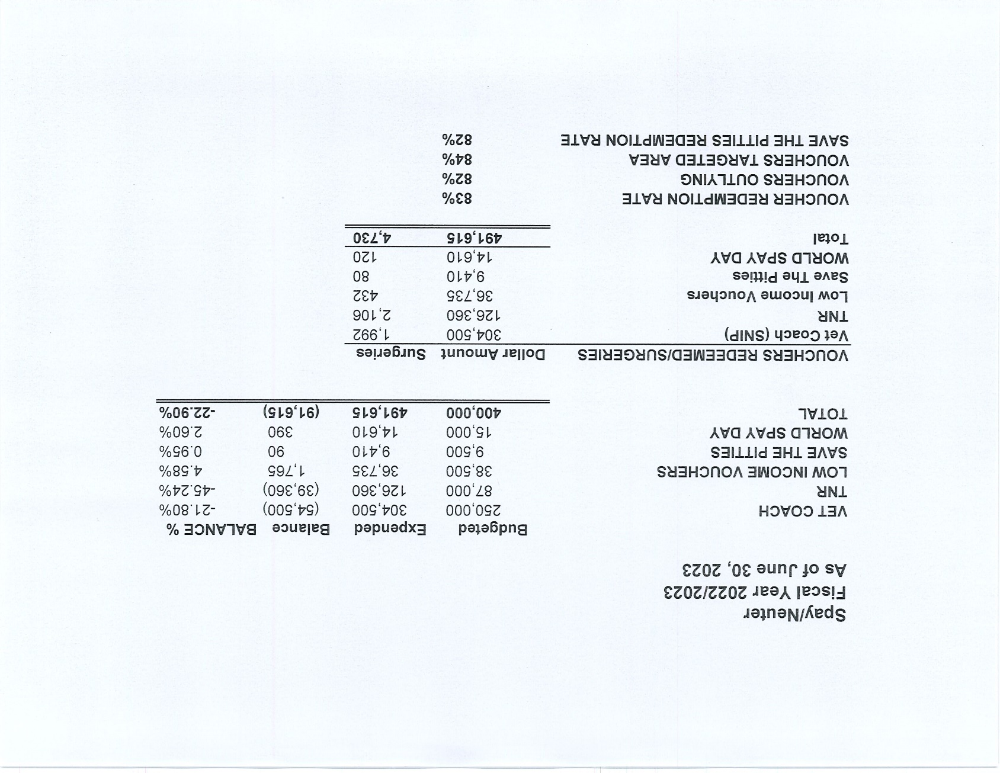 Spay/Neuter
Fiscal Year 2022/2023
As of June 30, 2023
Budgeted Expended Balance BALANCE %
VET COACH 250,000 304,500 (54,500) -21.80%
TNR 87,000 126,360 (39,360) -45.24%
LOW INCOME VOUCHERS 38,500 36,735 1,765 4.58%
SAVE THE PITTIES 9,500 9,410 90 0.95%
WORLD SPAY DAY 15,000 14,610 390 2.60%
TOTAL 400,000 491,615 (91,615) -22.90%
VOUCHERS REDEEMED/SURGERIES Dollar Amount Surgeries
Vet Coach (SNIP) 304,500 1,992
TNR 126,360 2,106
Low Income Vouchers 36,735 432
Save The Pitties 9,410 80
WORLD SPAY DAY 14,610 120
Total 491,615 4,730
VOUCHER REDEMPTION RATE 83%
VOUCHERS OUTLYING 82%
VOUCHERS TARGETED AREA 84%
SAVE THE PITTIES REDEMPTION RATE 82%